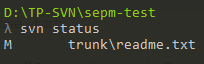 D:\TP-SVN\sepm-test
λ svn status
M       trunk\readme.txt